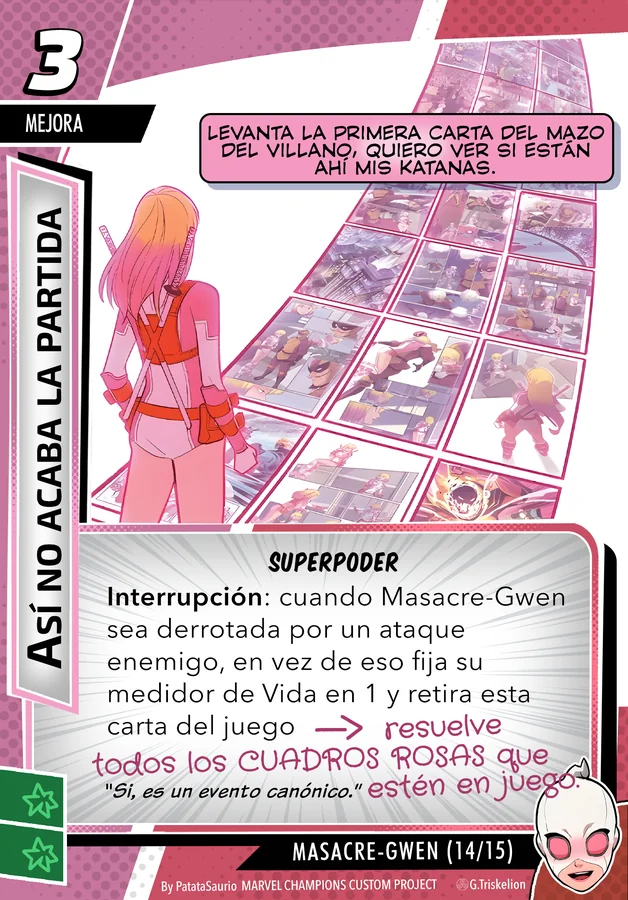 3
MEJORA
LEVANTA LA PRIMERA CARTA DEL MAZO
DEL VILLANO, QUIERO VER SI ESTÁN
AHÍ MIS KATANAS.
ASÍ NO ACABA LA PARTIDA
SUPERPODER
Interrupción: cuando Masacre-Gwen
sea derrotada por un ataque
enemigo, en vez de eso fija su
medidor de Vida en 1 y retira esta
carta del juego → resuelve
todos los CUADROS ROSAS que
"Sí, es un evento canónico." estén en juego.
MASACRE-GWEN (14/15)
By PatataSaurio MARVEL CHAMPIONS CUSTOM PROJECT G.Triskelion